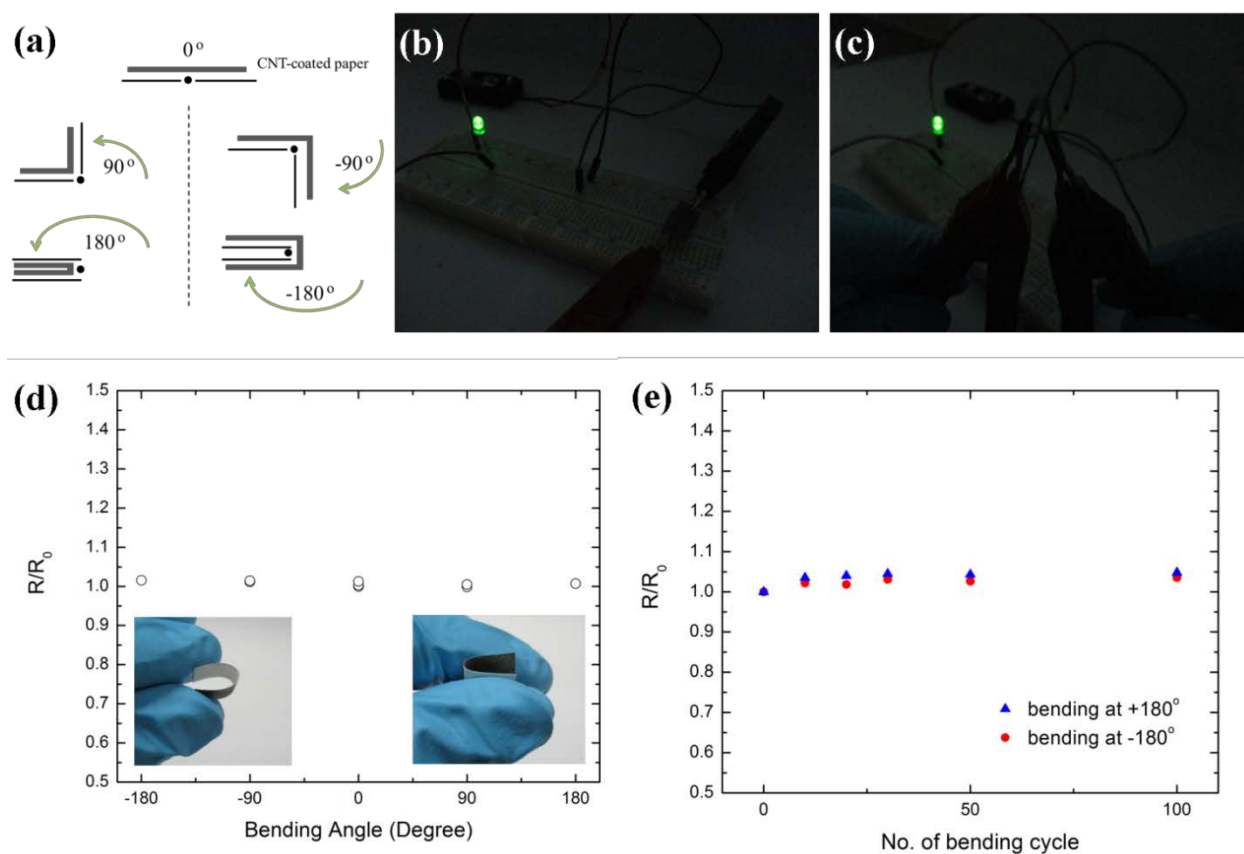 (a)
0°
CNT-coated paper
90°
-90°
180°
-180°
(b)
(c)
(d)
1.5
1.4
1.3
1.2
1.1
1.0
0.9
0.8
0.7
0.6
0.5
R/R₀
-180
-90
0
90
180
Bending Angle (Degree)
(e)
1.5
1.4
1.3
1.2
1.1
1.0
0.9
0.8
0.7
0.6
0.5
R/R₀
bending at +180°
bending at -180°
0
50
100
No. of bending cycle